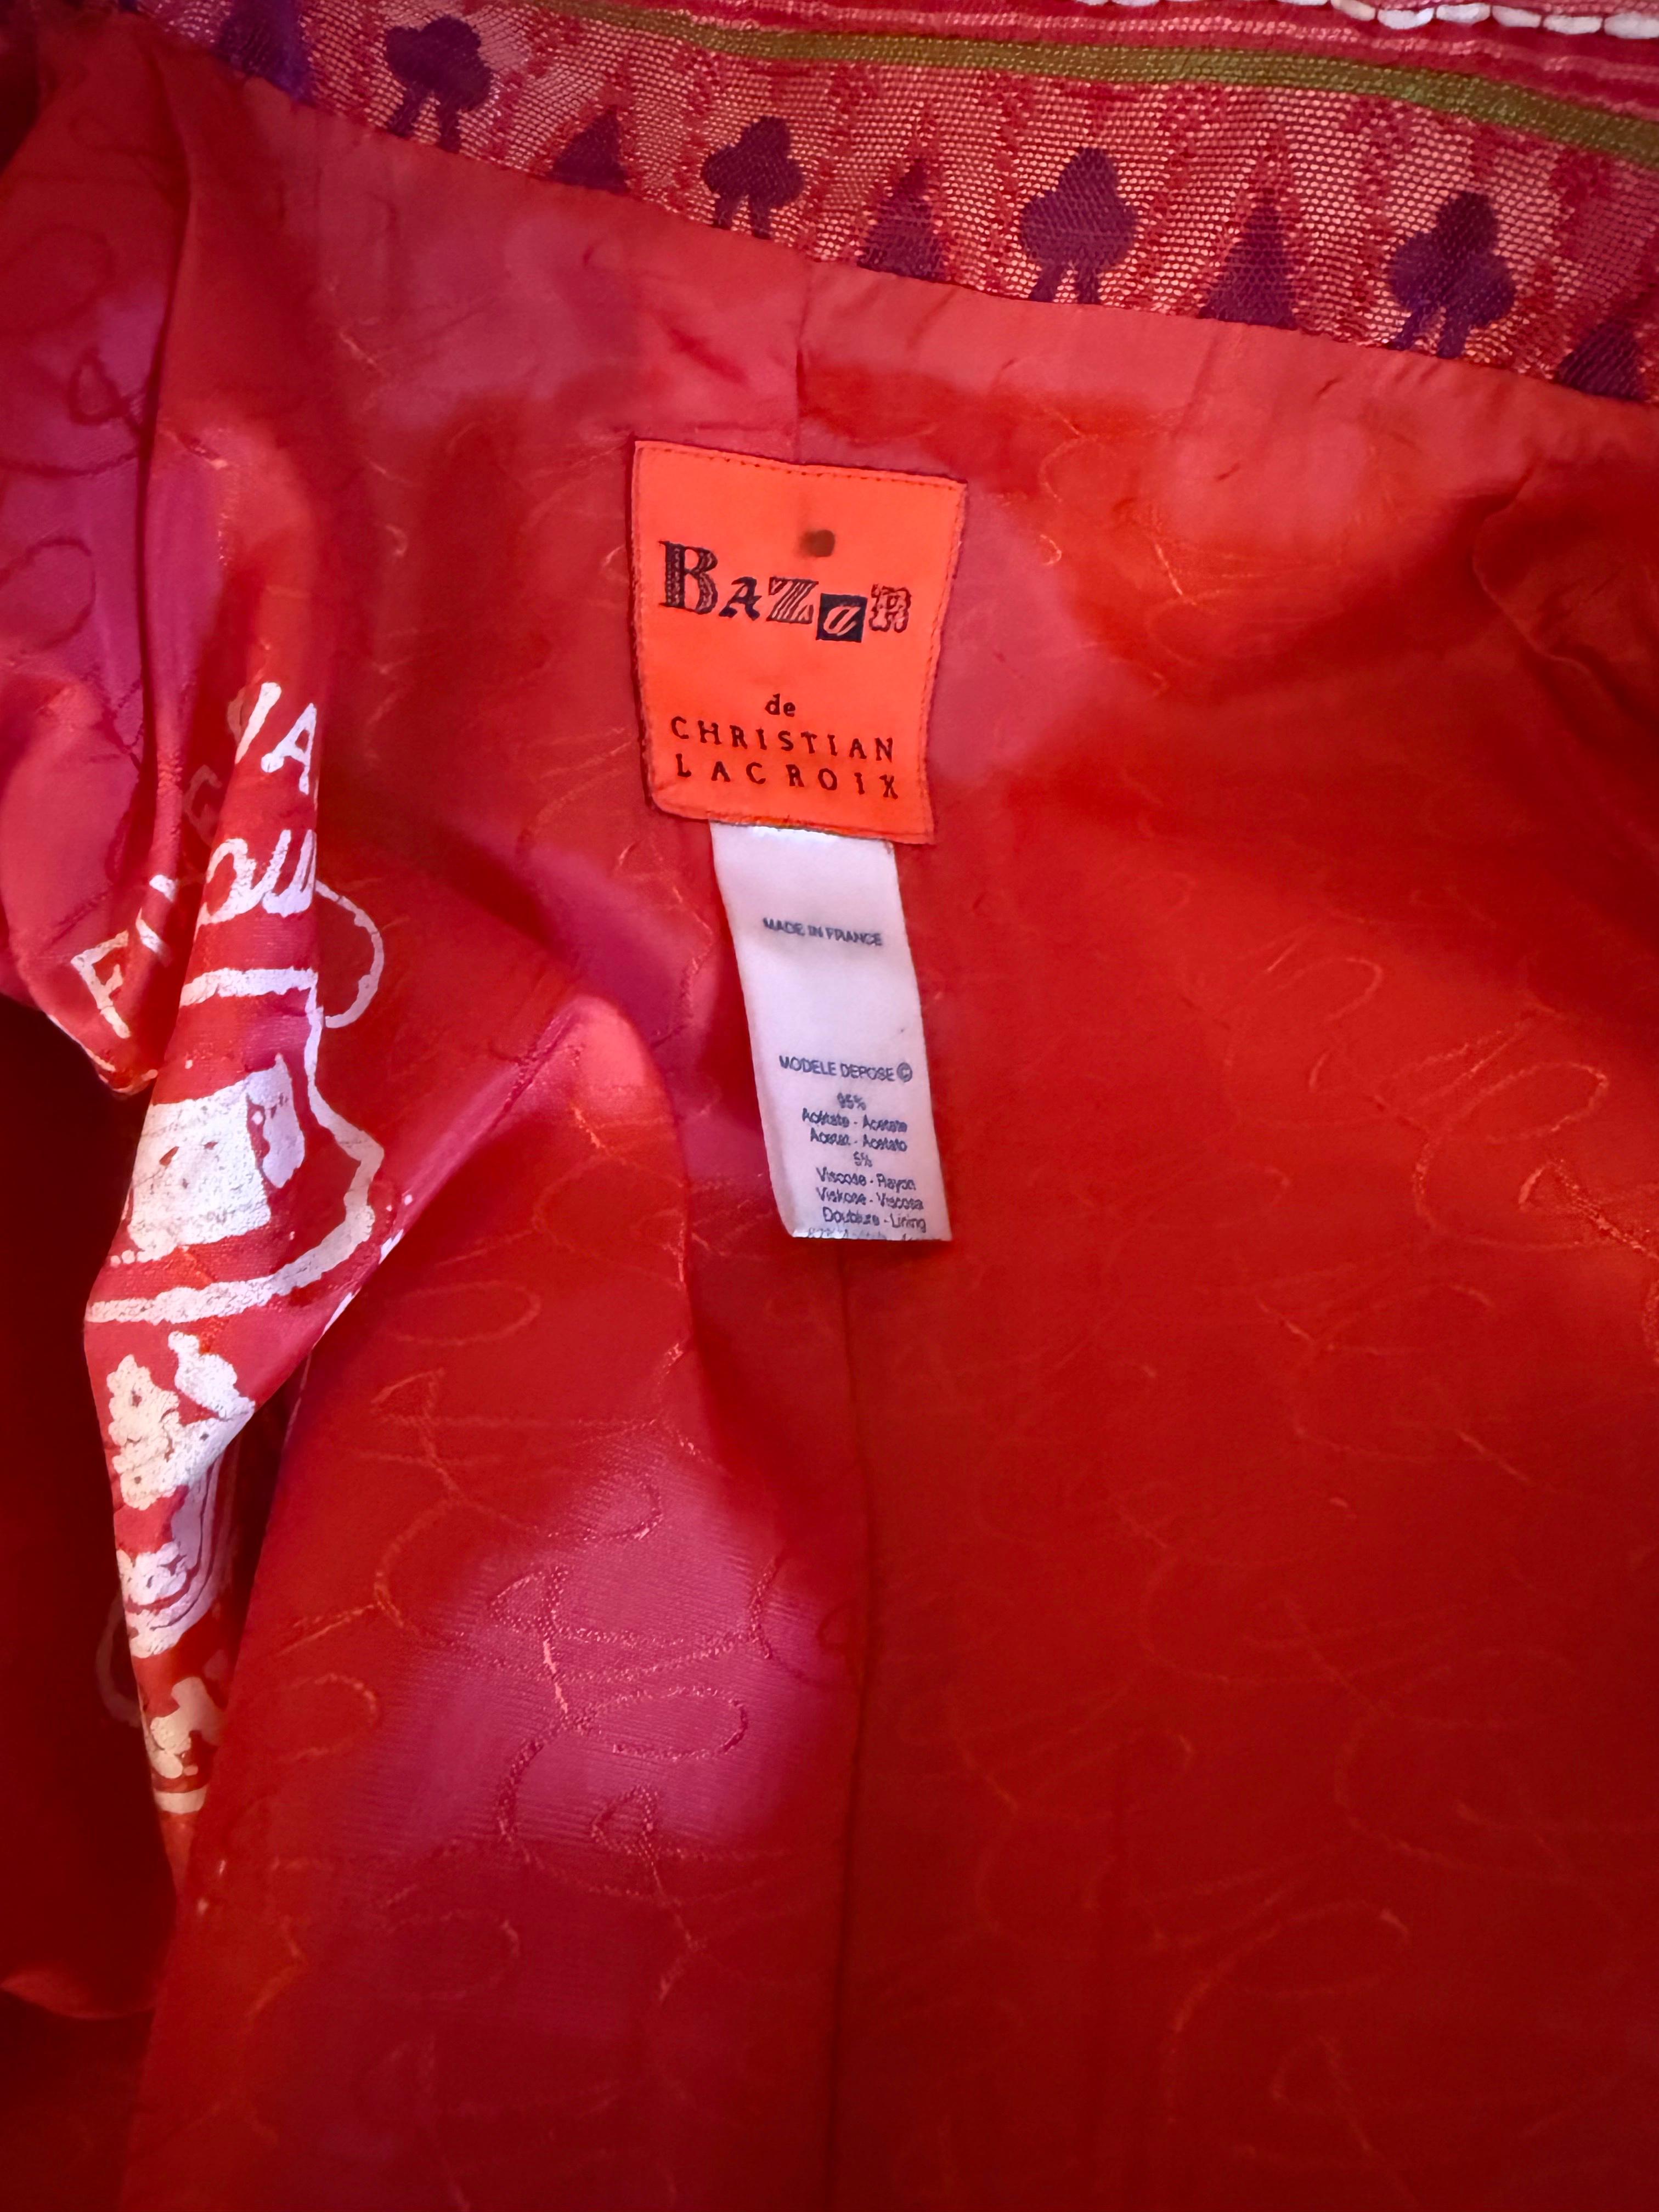 BaZaR
de
CHRISTIAN
LACROIX
MADE IN FRANCE
MODELE DEPOSE ©
95%
Acétate - Acetate
Acetat - Acetato
5%
Viscose - Rayon
Viskose - Viscosa
Doublure - Lining